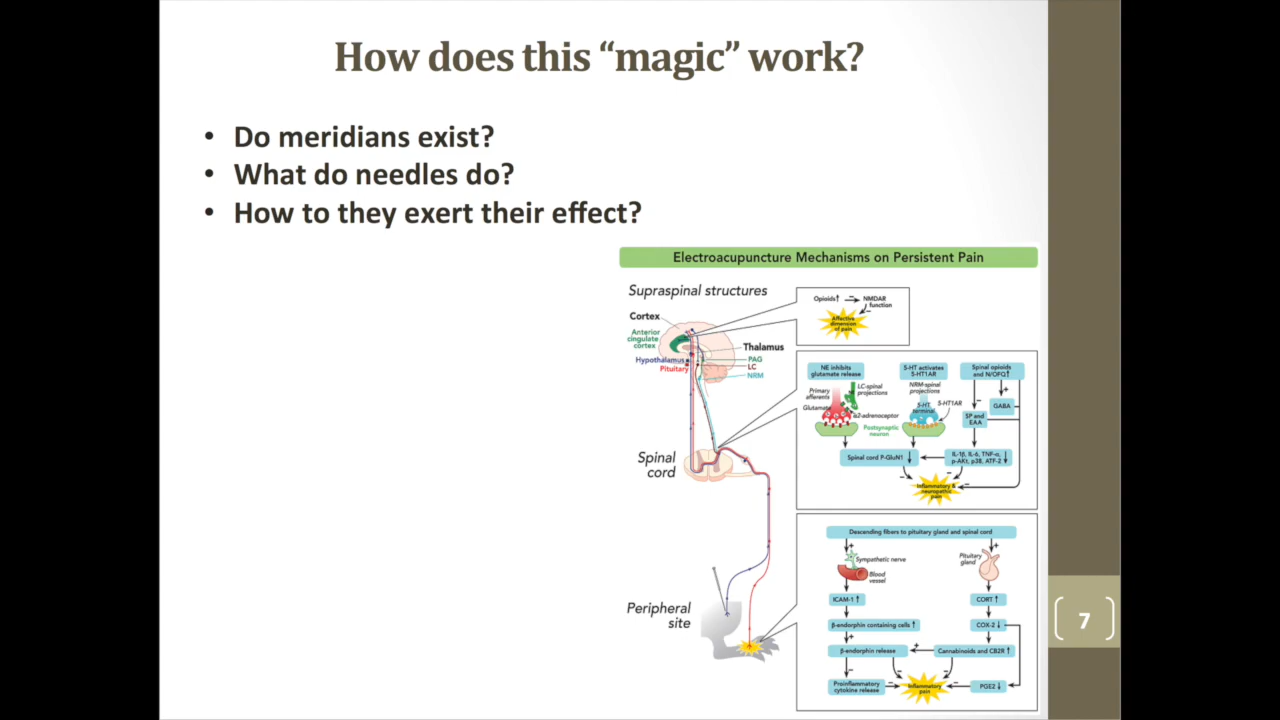 How does this “magic” work?
• Do meridians exist?
• What do needles do?
• How to they exert their effect?
Electroacupuncture Mechanisms on Persistent Pain
Supraspinal structures
Cortex
Anterior
cingulate
cortex
Hypothalamus
Pituitary
Thalamus
PAG
LC
NRM
Spinal
cord
Peripheral
site
Opioids↑
NMDAR
function
Affective
dimension
of pain
NE inhibits
glutamate release
5-HT activates
5-HT1AR
Spinal opioids
and N/OFQ↑
Primary
afferents
LC-spinal
projections
Glutamate
α2-adrenoceptor
Postsynaptic
neuron
NRM-spinal
projections
5-HT
terminal
5-HT1AR
GABA
SP and
EAA
Spinal cord P-GluN1 ↓
IL-1β, IL-6, TNF-α,
p-AKt, p38, ATF-2 ↓
Inflammatory &
neuropathic
pain
Descending fibers to pituitary gland and spinal cord
Sympathetic nerve
Blood
vessel
Pituitary
gland
ICAM-1 ↑
CORT ↑
β-endorphin containing cells ↑
COX-2 ↓
β-endorphin release
Cannabinoids and CB2R ↑
Proinflammatory
cytokine release
Inflammatory
pain
PGE2 ↓
7